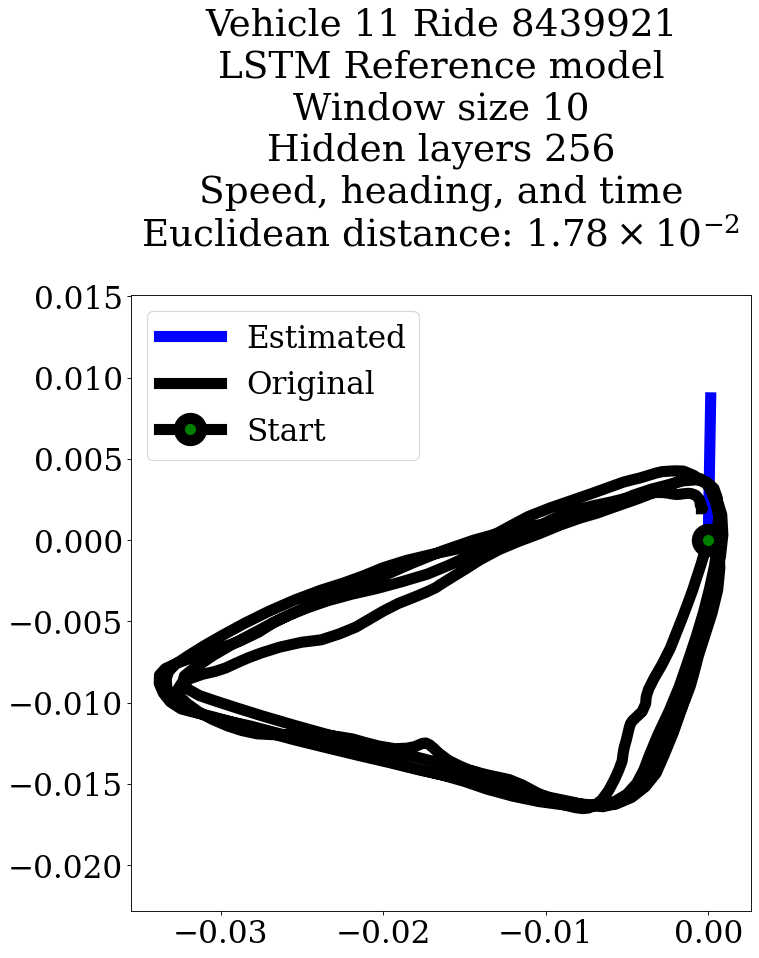 Vehicle 11 Ride 8439921
LSTM Reference model
Window size 10
Hidden layers 256
Speed, heading, and time
Euclidean distance: 1.78 × 10⁻²
0.015
0.010
0.005
0.000
−0.005
−0.010
−0.015
−0.020
Estimated
Original
Start
−0.03
−0.02
−0.01
0.00